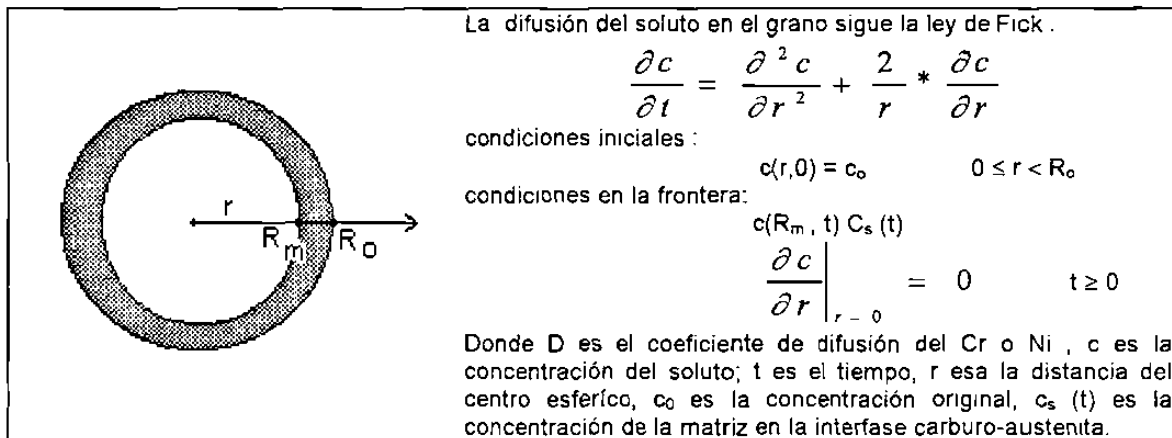 La difusión del soluto en el grano sigue la ley de Fick .
∂c/∂t = ∂²c/∂r² + 2/r * ∂c/∂r
condiciones iniciales :
c(r,0) = c₀ 0 ≤ r < R₀
condiciones en la frontera:
c(Rₘ , t) Cₛ (t)
∂c/∂r |r = 0 = 0 t ≥ 0
Donde D es el coeficiente de difusión del Cr o Ni , c es la
concentración del soluto; t es el tiempo, r esa la distancia del
centro esferíco, c₀ es la concentración original, cₛ (t) es la
concentración de la matriz en la interfase carburo-austenita.
r
Rm Ro